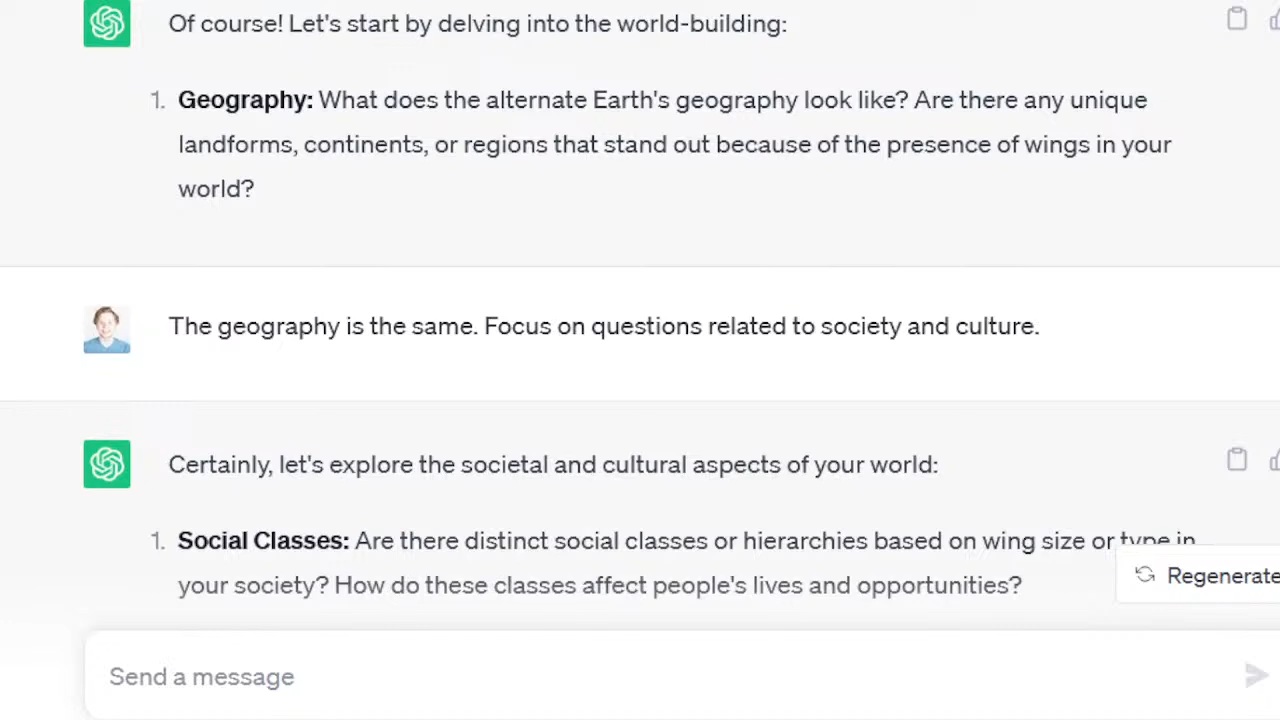 Of course! Let's start by delving into the world-building:
1. Geography: What does the alternate Earth's geography look like? Are there any unique
landforms, continents, or regions that stand out because of the presence of wings in your
world?
The geography is the same. Focus on questions related to society and culture.
Certainly, let's explore the societal and cultural aspects of your world:
1. Social Classes: Are there distinct social classes or hierarchies based on wing size or type in
your society? How do these classes affect people's lives and opportunities?
Regenerate
Send a message